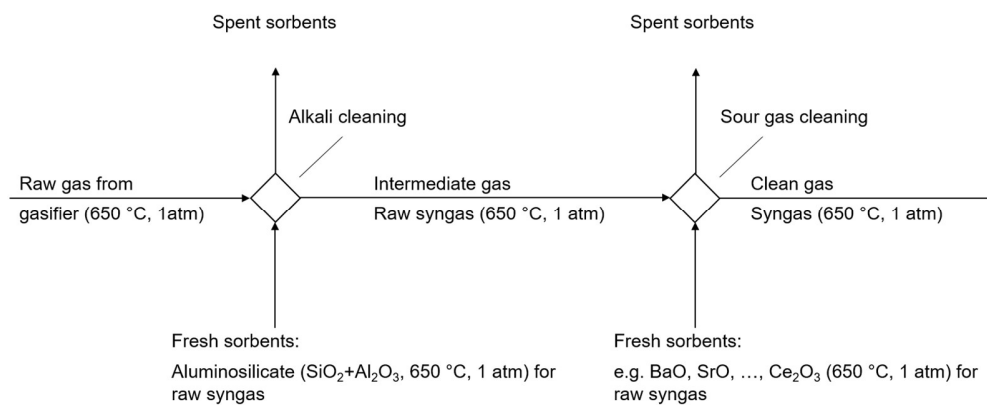 Spent sorbents
Spent sorbents
Alkali cleaning
Sour gas cleaning
Raw gas from
gasifier (650 °C, 1atm)
Intermediate gas
Raw syngas (650 °C, 1 atm)
Clean gas
Syngas (650 °C, 1 atm)
Fresh sorbents:
Aluminosilicate (SiO₂+Al₂O₃, 650 °C, 1 atm) for
raw syngas
Fresh sorbents:
e.g. BaO, SrO, …, Ce₂O₃ (650 °C, 1 atm) for
raw syngas